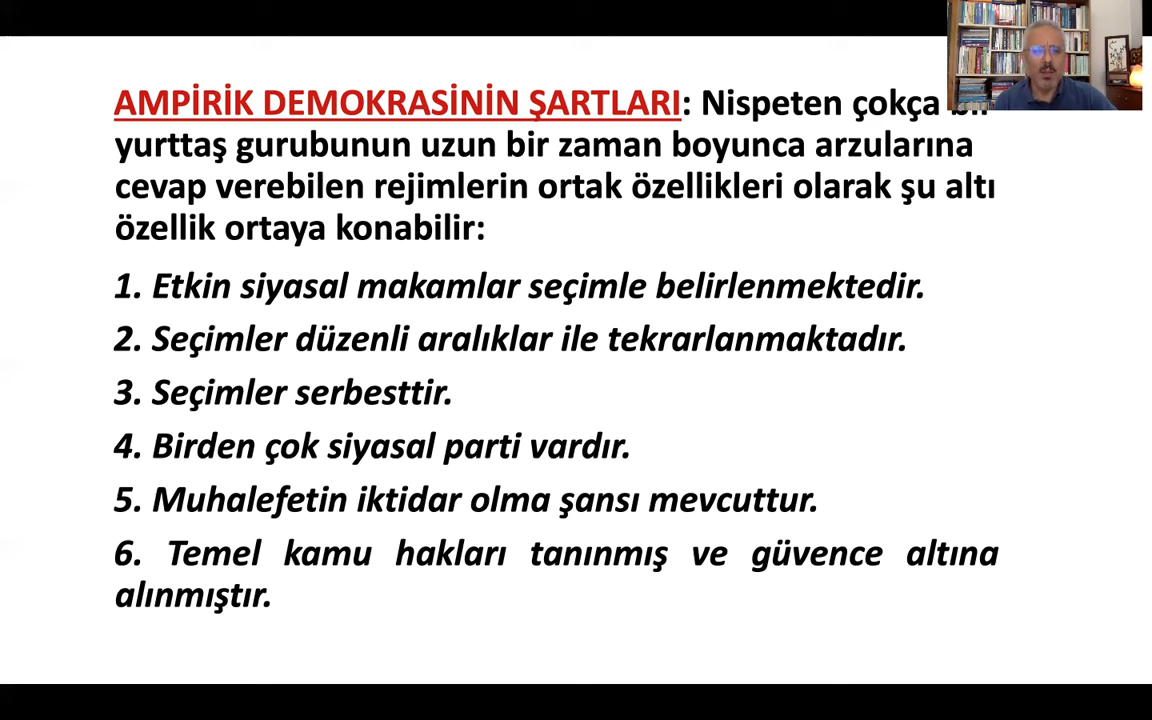 AMPİRİK DEMOKRASİNİN ŞARTLARI: Nispeten çokça bir
yurttaş gurubunun uzun bir zaman boyunca arzularına
cevap verebilen rejimlerin ortak özellikleri olarak şu altı
özellik ortaya konabilir:
1. Etkin siyasal makamlar seçimle belirlenmektedir.
2. Seçimler düzenli aralıklar ile tekrarlanmaktadır.
3. Seçimler serbesttir.
4. Birden çok siyasal parti vardır.
5. Muhalefetin iktidar olma şansı mevcuttur.
6. Temel kamu hakları tanınmış ve güvence altına
alınmıştır.